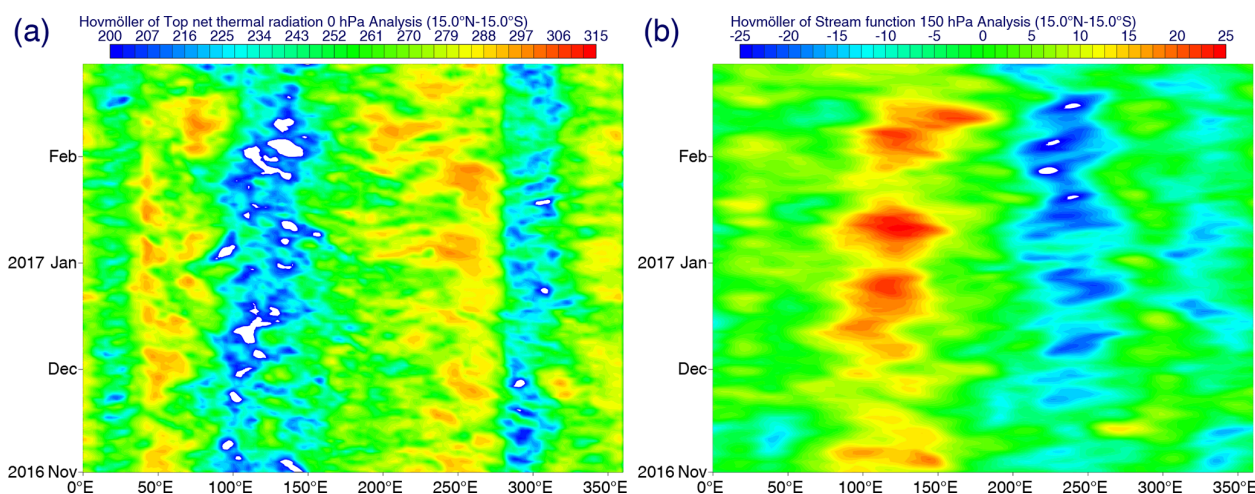 (a)
Hovmöller of Top net thermal radiation 0 hPa Analysis (15.0°N-15.0°S)
200 207 216 225 234 243 252 261 270 279 288 297 306 315
Feb
2017 Jan
Dec
2016 Nov
0°E 50°E 100°E 150°E 200°E 250°E 300°E 350°E
(b)
Hovmöller of Stream function 150 hPa Analysis (15.0°N-15.0°S)
-25 -20 -15 -10 -5 0 5 10 15 20 25
Feb
2017 Jan
Dec
2016 Nov
0°E 50°E 100°E 150°E 200°E 250°E 300°E 350°E